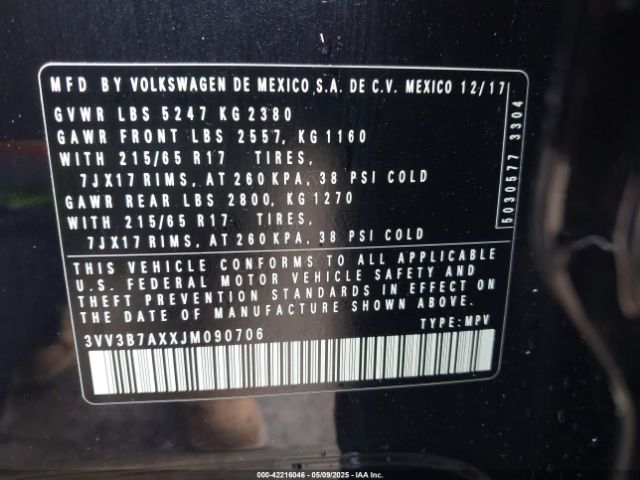 MFD BY VOLKSWAGEN DE MEXICO S.A. DE C.V. MEXICO 12/17
GVWR LBS 5247 KG 2380
GAWR FRONT LBS 2557, KG 1160
WITH 215/65 R17 TIRES,
7JX17 RIMS, AT 260 KPA, 38 PSI COLD
GAWR REAR LBS 2800, KG 1270
WITH 215/65 R17 TIRES,
7JX17 RIMS, AT 260 KPA, 38 PSI COLD
5030577 3304
THIS VEHICLE CONFORMS TO ALL APPLICABLE
U.S. FEDERAL MOTOR VEHICLE SAFETY AND
THEFT PREVENTION STANDARDS IN EFFECT ON
THE DATE OF MANUFACTURE SHOWN ABOVE.
3VV3B7AXXJM090706 TYPE:MPV
000-42216046 - 05/09/2025 - IAA Inc.